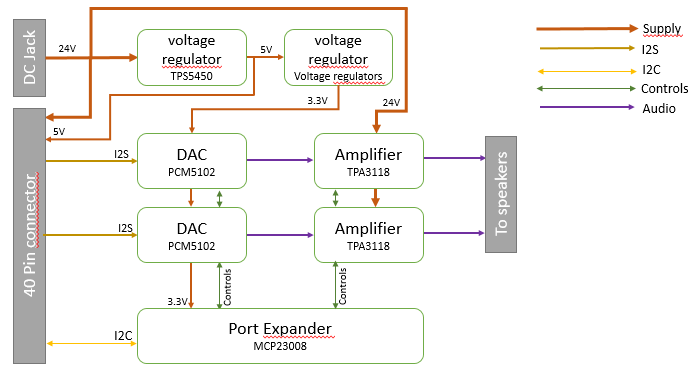 DC Jack
24V
voltage
regulator
TPS5450
5V
voltage
regulator
Voltage regulators
Supply
I2S
I2C
Controls
Audio
3.3V
24V
5V
40 Pin connector
I2S
DAC
PCM5102
Amplifier
TPA3118
To speakers
I2S
DAC
PCM5102
Amplifier
TPA3118
Controls
Controls
3.3V
I2C
Port Expander
MCP23008